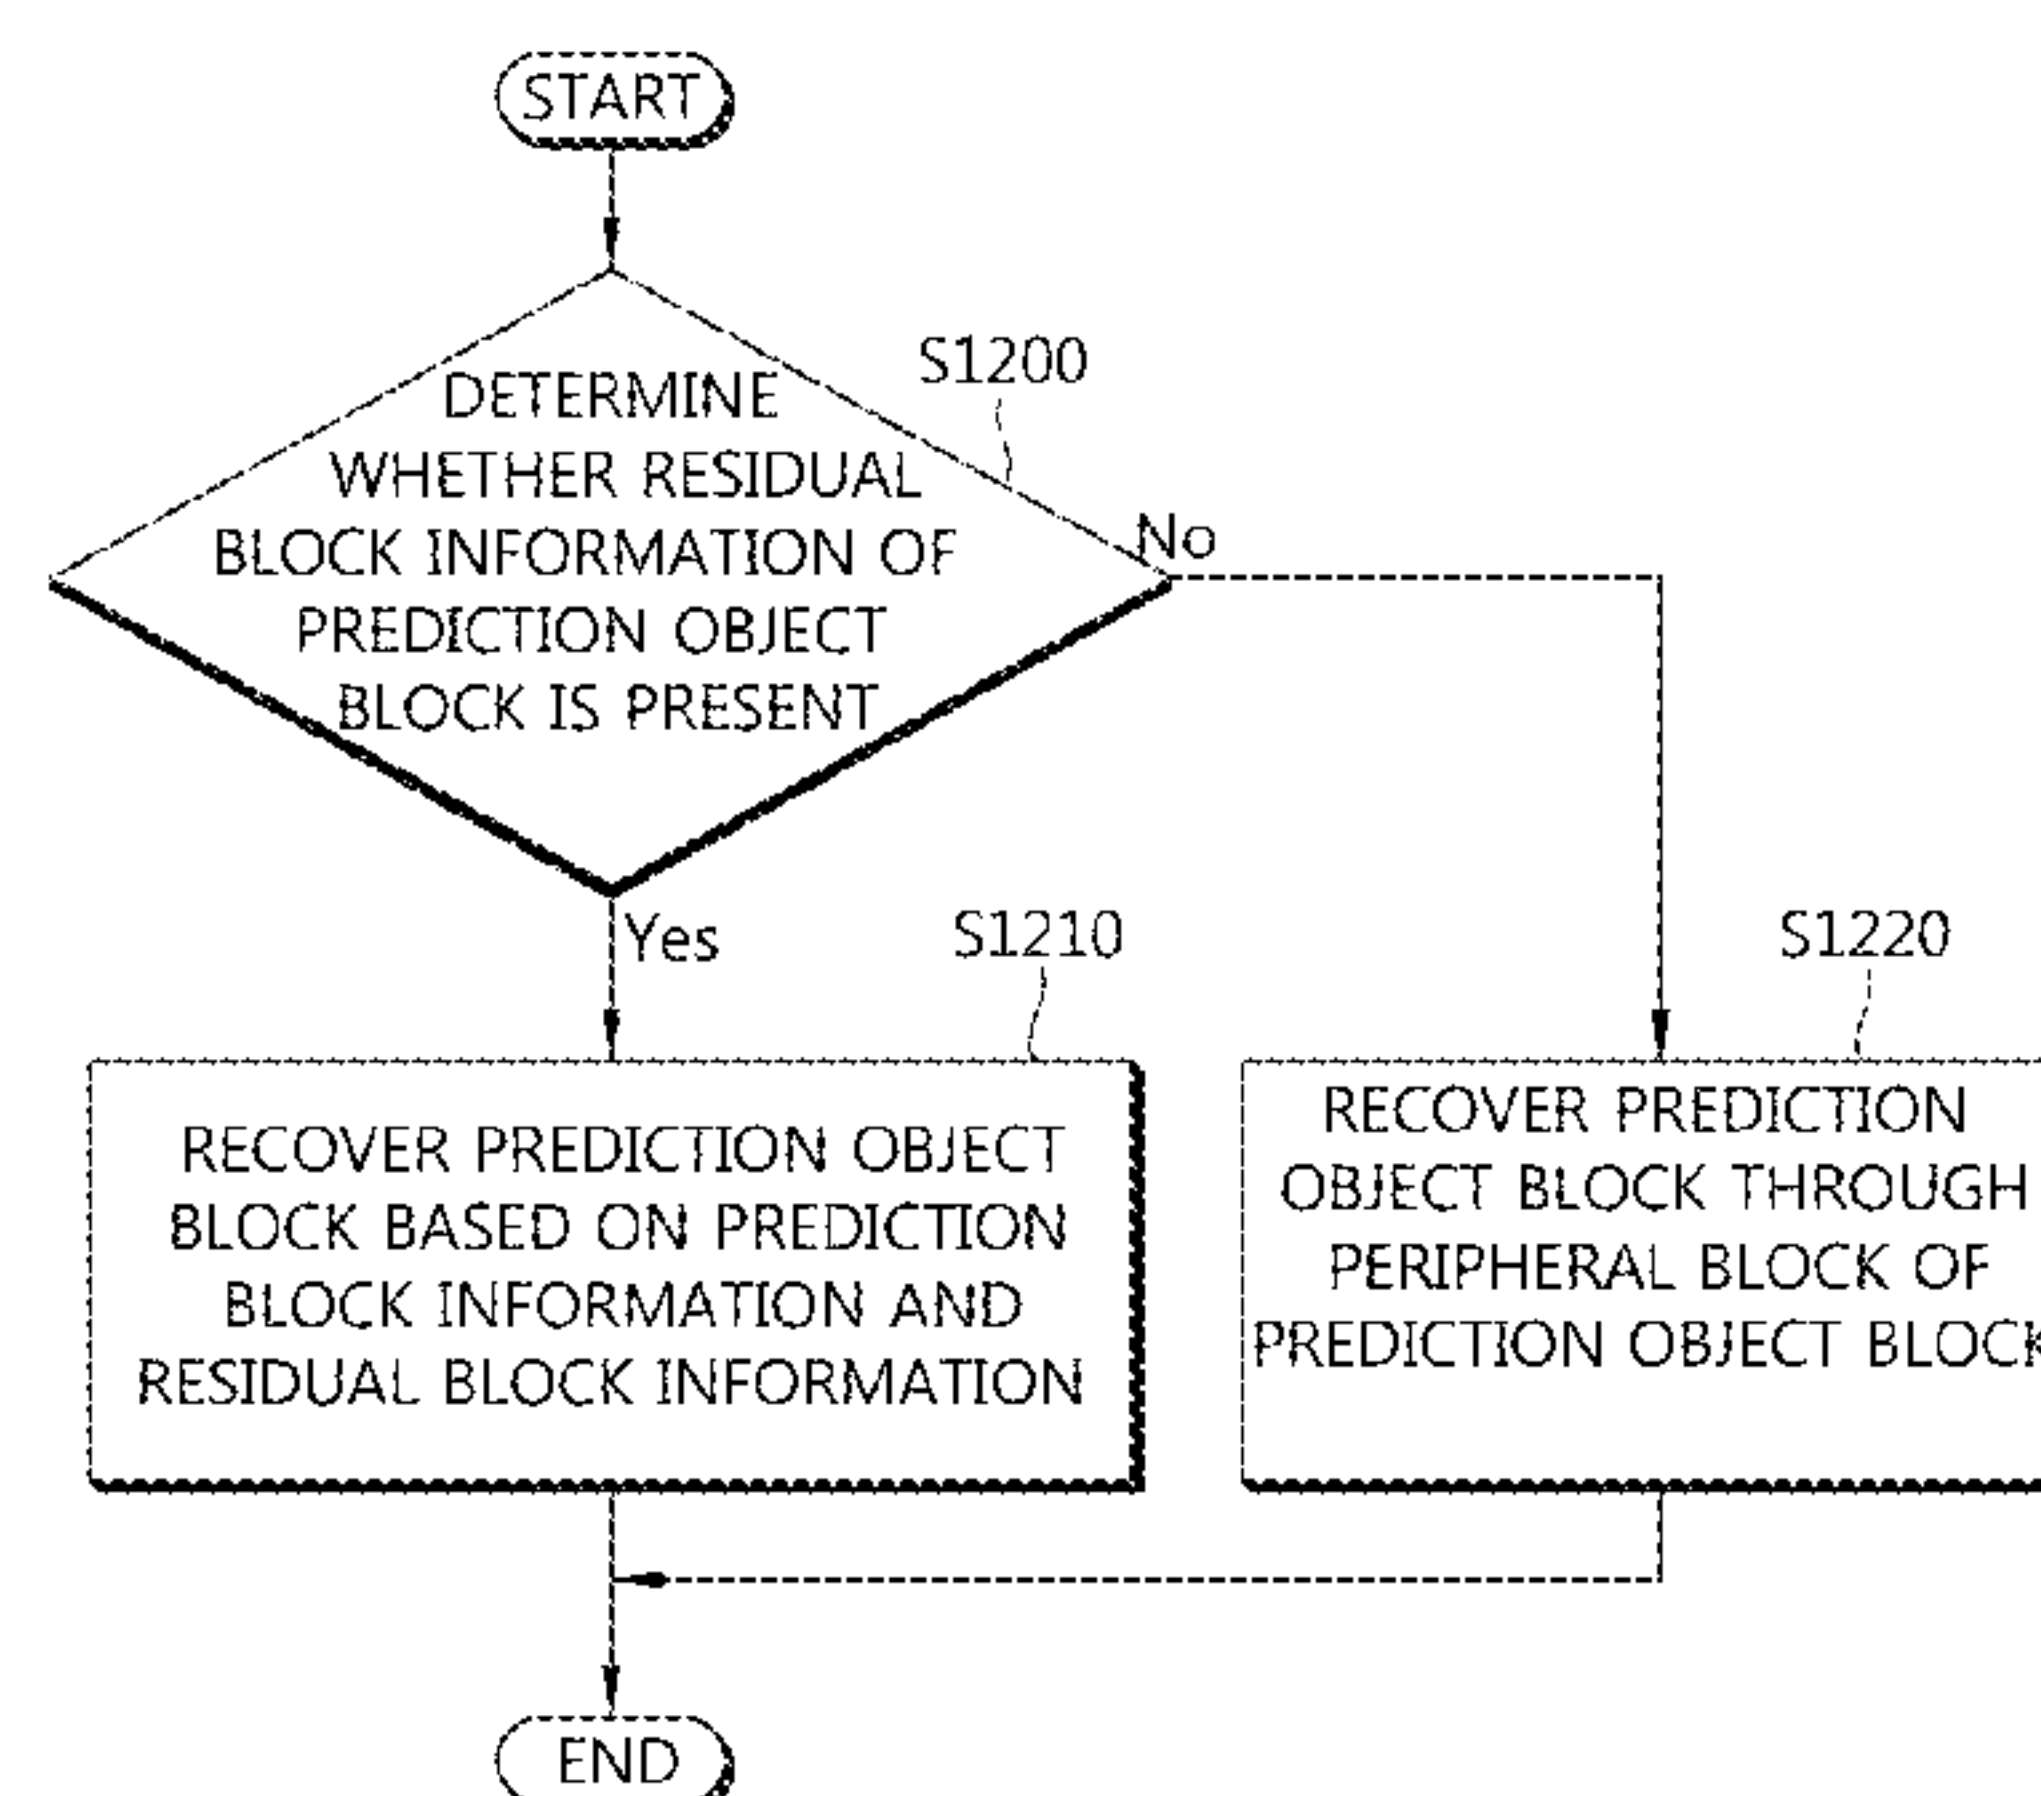 START
S1200
DETERMINE
WHETHER RESIDUAL
BLOCK INFORMATION OF
PREDICTION OBJECT
BLOCK IS PRESENT
No
Yes
S1210
S1220
RECOVER PREDICTION OBJECT
BLOCK BASED ON PREDICTION
BLOCK INFORMATION AND
RESIDUAL BLOCK INFORMATION
RECOVER PREDICTION
OBJECT BLOCK THROUGH
PERIPHERAL BLOCK OF
PREDICTION OBJECT BLOCK
END